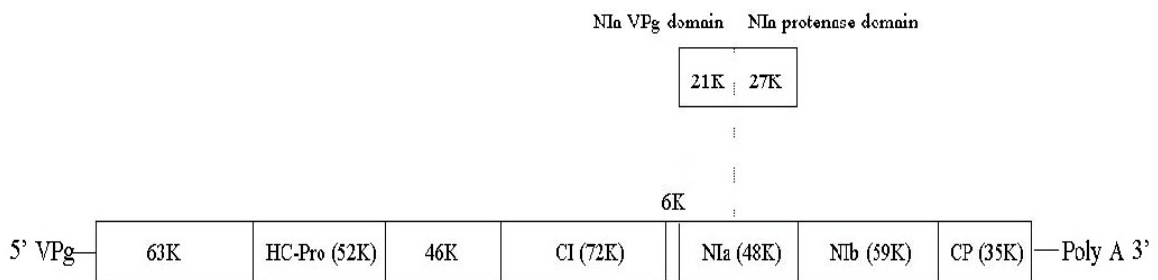 NIa VPg domain NIa protenase domain
21K 27K
6K
5’ VPg 63K HC-Pro (52K) 46K CI (72K) NIa (48K) NIb (59K) CP (35K) Poly A 3’